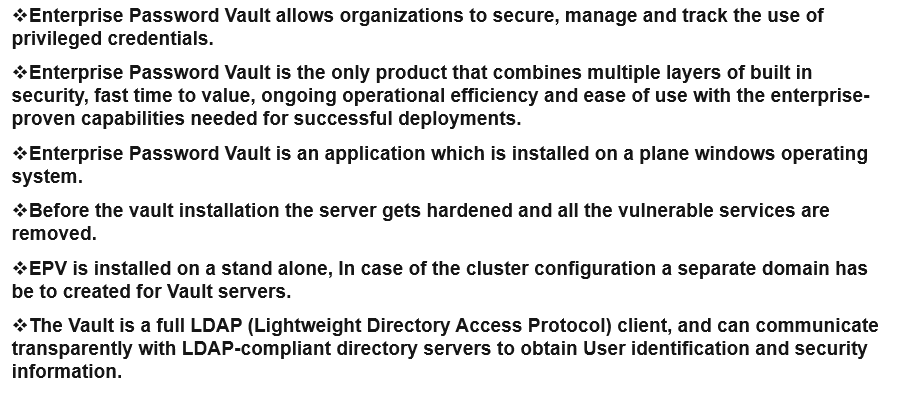 ❖Enterprise Password Vault allows organizations to secure, manage and track the use of
privileged credentials.
❖Enterprise Password Vault is the only product that combines multiple layers of built in
security, fast time to value, ongoing operational efficiency and ease of use with the enterprise-
proven capabilities needed for successful deployments.
❖Enterprise Password Vault is an application which is installed on a plane windows operating
system.
❖Before the vault installation the server gets hardened and all the vulnerable services are
removed.
❖EPV is installed on a stand alone, In case of the cluster configuration a separate domain has
be to created for Vault servers.
❖The Vault is a full LDAP (Lightweight Directory Access Protocol) client, and can communicate
transparently with LDAP-compliant directory servers to obtain User identification and security
information.